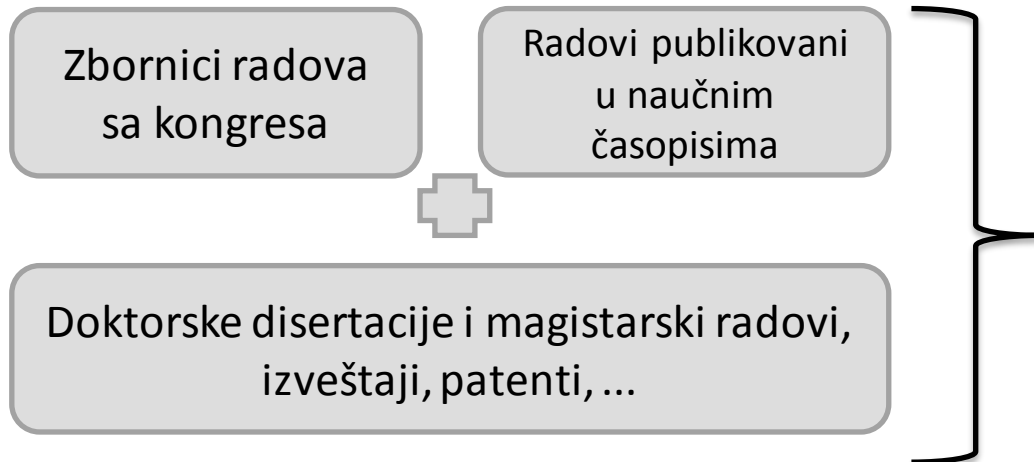 Zbornici radova
sa kongresa
Radovi publikovani
u naučnim
časopisima
Doktorske disertacije i magistarski radovi,
izveštaji, patenti, ...